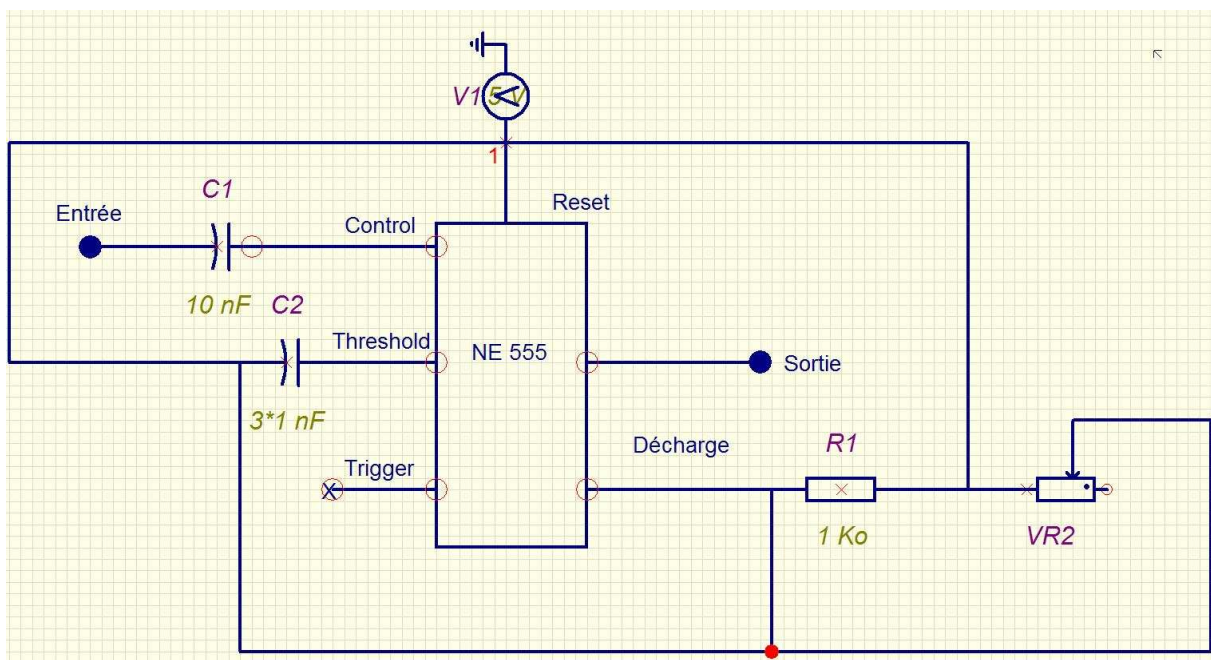 V1 5 V
1
C1
Reset
Entrée
Control
10 nF
C2
Threshold
NE 555
Sortie
3*1 nF
Trigger
X
Décharge
R1
1 Ko
VR2